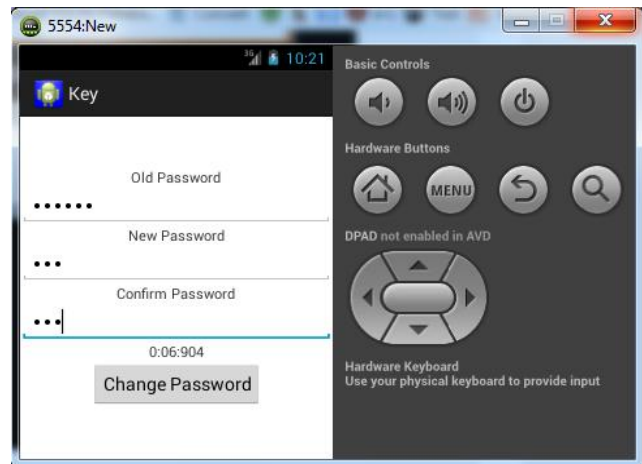 5554:New
3G
10:21
Key
Old Password
••••••
New Password
•••
Confirm Password
•••
0:06:904
Change Password
Basic Controls
Hardware Buttons
MENU
DPAD not enabled in AVD
Hardware Keyboard
Use your physical keyboard to provide input